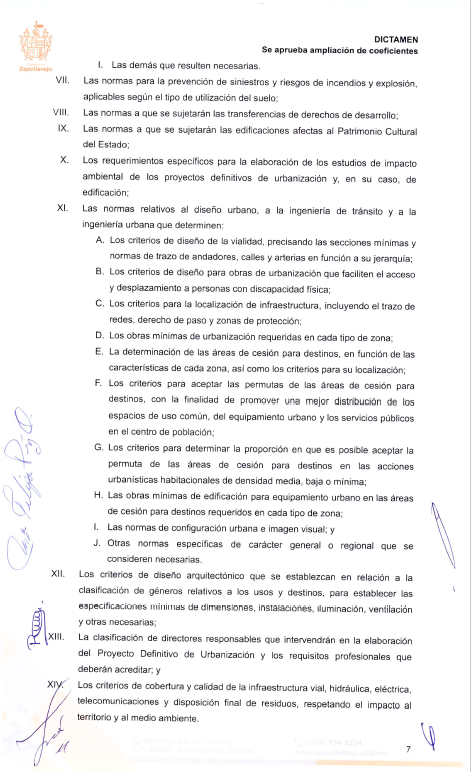 Zapotlanejo
DICTAMEN
Se aprueba ampliación de coeficientes
I. Las demás que resulten necesarias.
VII. Las normas para la prevención de siniestros y riesgos de incendios y explosión,
aplicables según el tipo de utilización del suelo;
VIII. Las normas a que se sujetarán las transferencias de derechos de desarrollo;
IX. Las normas a que se sujetarán las edificaciones afectas al Patrimonio Cultural
del Estado;
X. Los requerimientos específicos para la elaboración de los estudios de impacto
ambiental de los proyectos definitivos de urbanización y, en su caso, de
edificación;
XI. Las normas relativas al diseño urbano, a la ingeniería de tránsito y a la
ingeniería urbana que determinen:
A. Los criterios de diseño de la vialidad, precisando las secciones mínimas y
normas de trazo de andadores, calles y arterias en función a su jerarquía;
B. Los criterios de diseño para obras de urbanización que faciliten el acceso
y desplazamiento a personas con discapacidad física;
C. Los criterios para la localización de infraestructura, incluyendo el trazo de
redes, derecho de paso y zonas de protección;
D. Los obras mínimas de urbanización requeridas en cada tipo de zona;
E. La determinación de las áreas de cesión para destinos, en función de las
características de cada zona, así como los criterios para su localización;
F. Los criterios para aceptar las permutas de las áreas de cesión para
destinos, con la finalidad de promover una mejor distribución de los
espacios de uso común, del equipamiento urbano y los servicios públicos
en el centro de población;
G. Los criterios para determinar la proporción en que es posible aceptar la
permuta de las áreas de cesión para destinos en las acciones
urbanísticas habitacionales de densidad media, baja o mínima;
H. Las obras mínimas de edificación para equipamiento urbano en las áreas
de cesión para destinos requeridos en cada tipo de zona;
I. Las normas de configuración urbana e imagen visual; y
J. Otras normas específicas de carácter general o regional que se
consideren necesarias.
XII. Los criterios de diseño arquitectónico que se establezcan en relación a la
clasificación de géneros relativos a los usos y destinos, para establecer las
especificaciones mínimas de dimensiones, instalaciones, iluminación, ventilación
y otras necesarias;
XIII. La clasificación de directores responsables que intervendrán en la elaboración
del Proyecto Definitivo de Urbanización y los requisitos profesionales que
deberán acreditar; y
XIV. Los criterios de cobertura y calidad de la infraestructura vial, hidráulica, eléctrica,
telecomunicaciones y disposición final de residuos, respetando el impacto al
territorio y al medio ambiente.
7